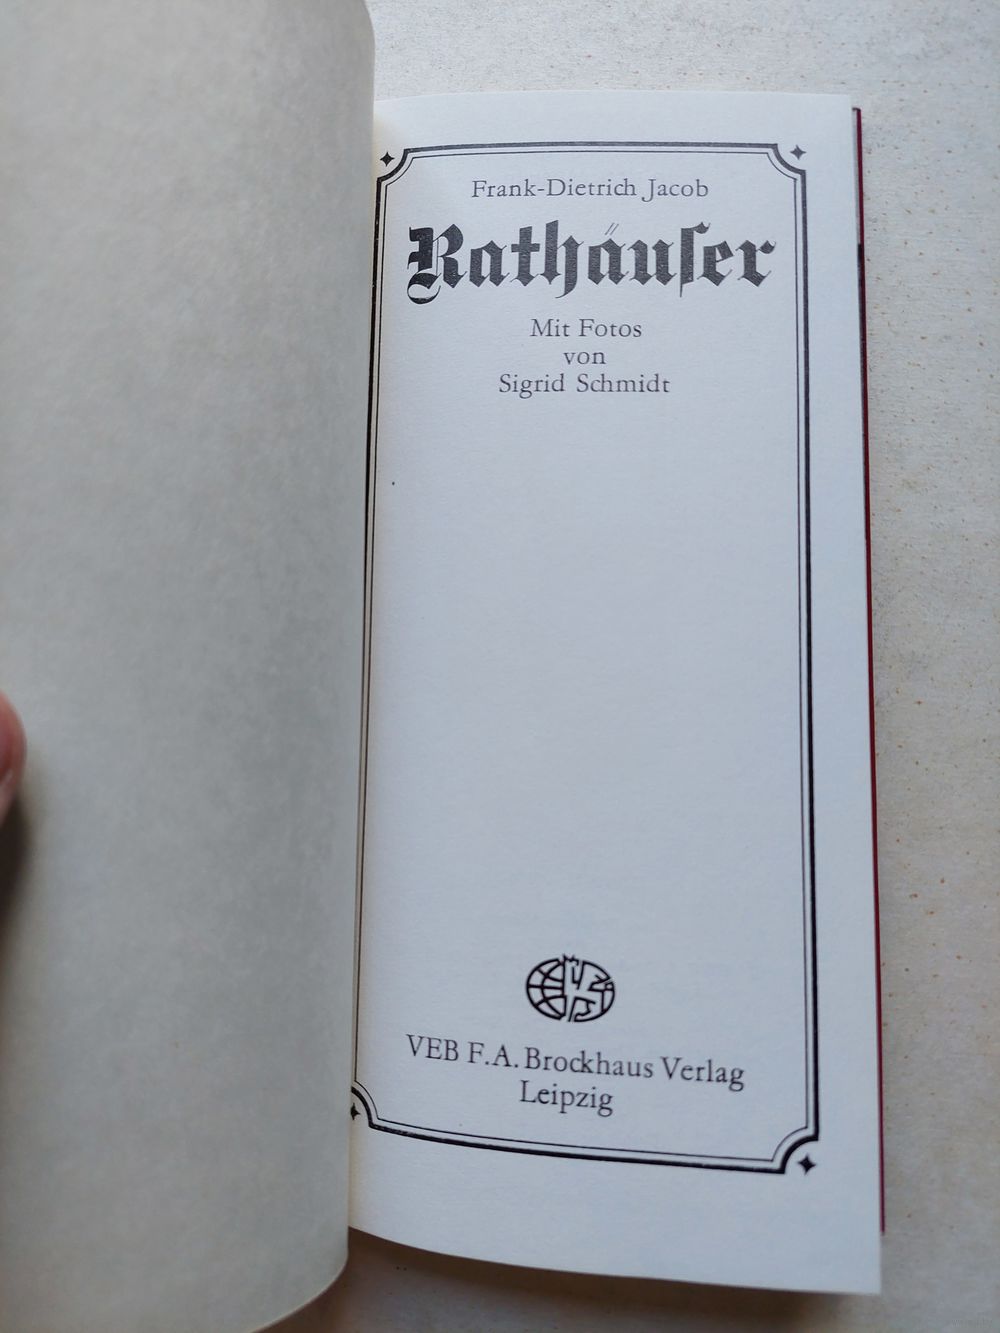 Frank-Dietrich Jacob
Rathäuſer
Mit Fotos
von
Sigrid Schmidt
VEB F.A. Brockhaus Verlag
Leipzig